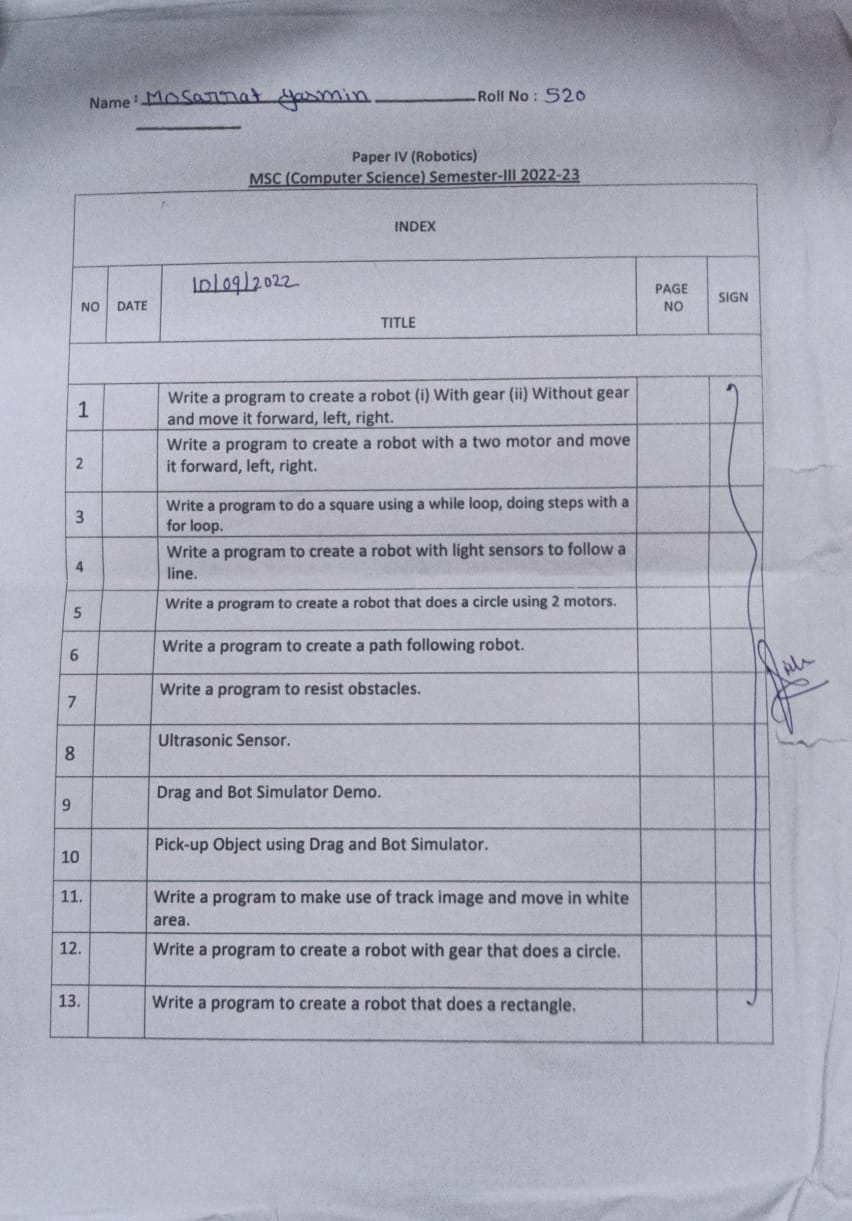 Name : Mosarrat Yasmin Roll No : 520
Paper IV (Robotics)
MSC (Computer Science) Semester-III 2022-23
INDEX
10/09/2022
NO DATE TITLE PAGE NO SIGN
1 Write a program to create a robot (i) With gear (ii) Without gear
and move it forward, left, right.
2 Write a program to create a robot with a two motor and move
it forward, left, right.
3 Write a program to do a square using a while loop, doing steps with a
for loop.
4 Write a program to create a robot with light sensors to follow a
line.
5 Write a program to create a robot that does a circle using 2 motors.
6 Write a program to create a path following robot.
7 Write a program to resist obstacles.
8 Ultrasonic Sensor.
9 Drag and Bot Simulator Demo.
10 Pick-up Object using Drag and Bot Simulator.
11. Write a program to make use of track image and move in white
area.
12. Write a program to create a robot with gear that does a circle.
13. Write a program to create a robot that does a rectangle.